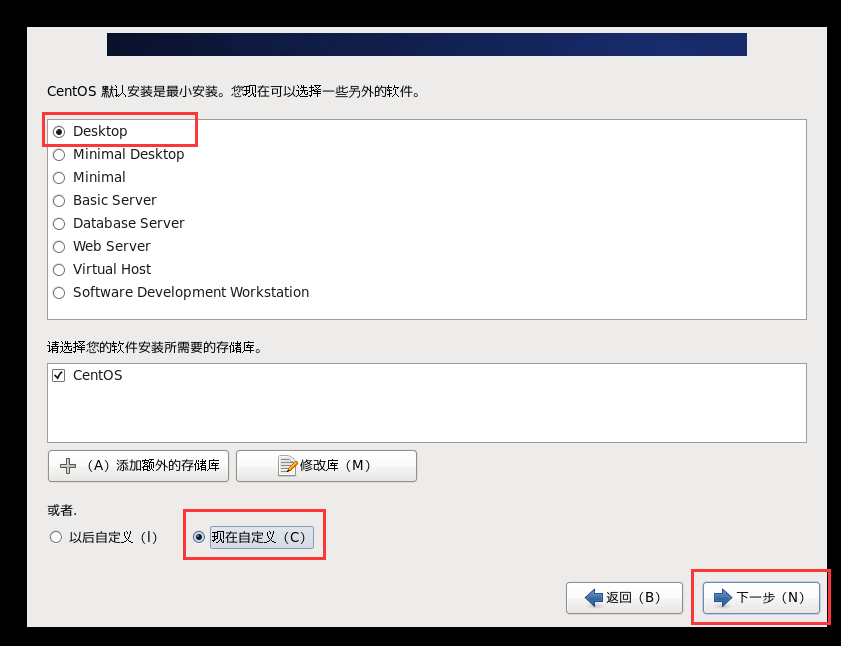 CentOS 默认安装是最小安装。您现在可以选择一些另外的软件。
Desktop
Minimal Desktop
Minimal
Basic Server
Database Server
Web Server
Virtual Host
Software Development Workstation
请选择您的软件安装所需要的存储库。
CentOS
（A）添加额外的存储库 修改库（M）
或者.
以后自定义（l） 现在自定义（C）
返回（B） 下一步（N）